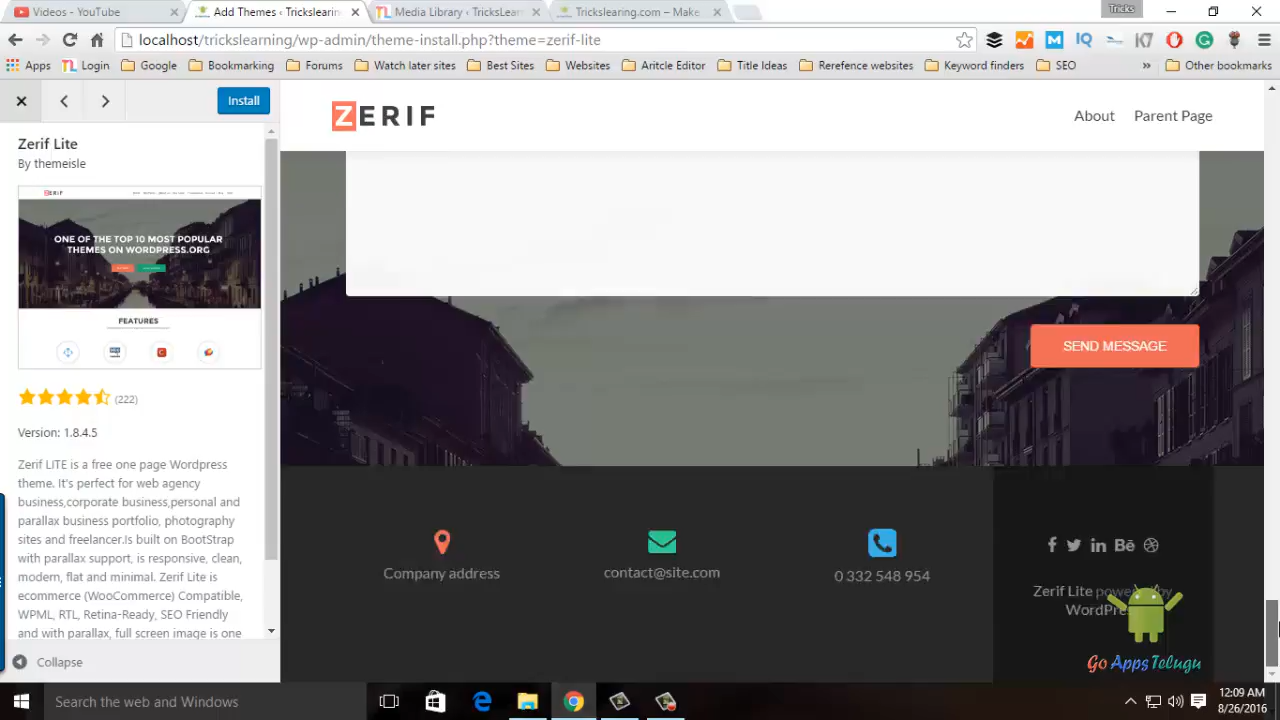 Videos - YouTube
Add Themes ‹ Trickslearin
Media Library ‹ TricksLear
Trickslearing.com – Make
Tricks
localhost/trickslearning/wp-admin/theme-install.php?theme=zerif-lite
Apps
Login
Google
Bookmarking
Forums
Watch later sites
Best Sites
Websites
Aritcle Editor
Title Ideas
Rerefence websites
Keyword finders
SEO
»
Other bookmarks
Install
Zerif Lite
By themeisle
ZERIF
ONE OF THE TOP 10 MOST POPULAR
THEMES ON WORDPRESS.ORG
FEATURES
(222)
Version: 1.8.4.5
Zerif LITE is a free one page Wordpress
theme. It's perfect for web agency
business,corporate business,personal and
parallax business portfolio, photography
sites and freelancer.Is built on BootStrap
with parallax support, is responsive, clean,
modern, flat and minimal. Zerif Lite is
ecommerce (WooCommerce) Compatible,
WPML, RTL, Retina-Ready, SEO Friendly
and with parallax, full screen image is one
Collapse
ZERIF
About
Parent Page
SEND MESSAGE
Company address
contact@site.com
0 332 548 954
Zerif Lite powered by
WordPre
Go Apps Telugu
Search the web and Windows
12:09 AM
8/26/2016